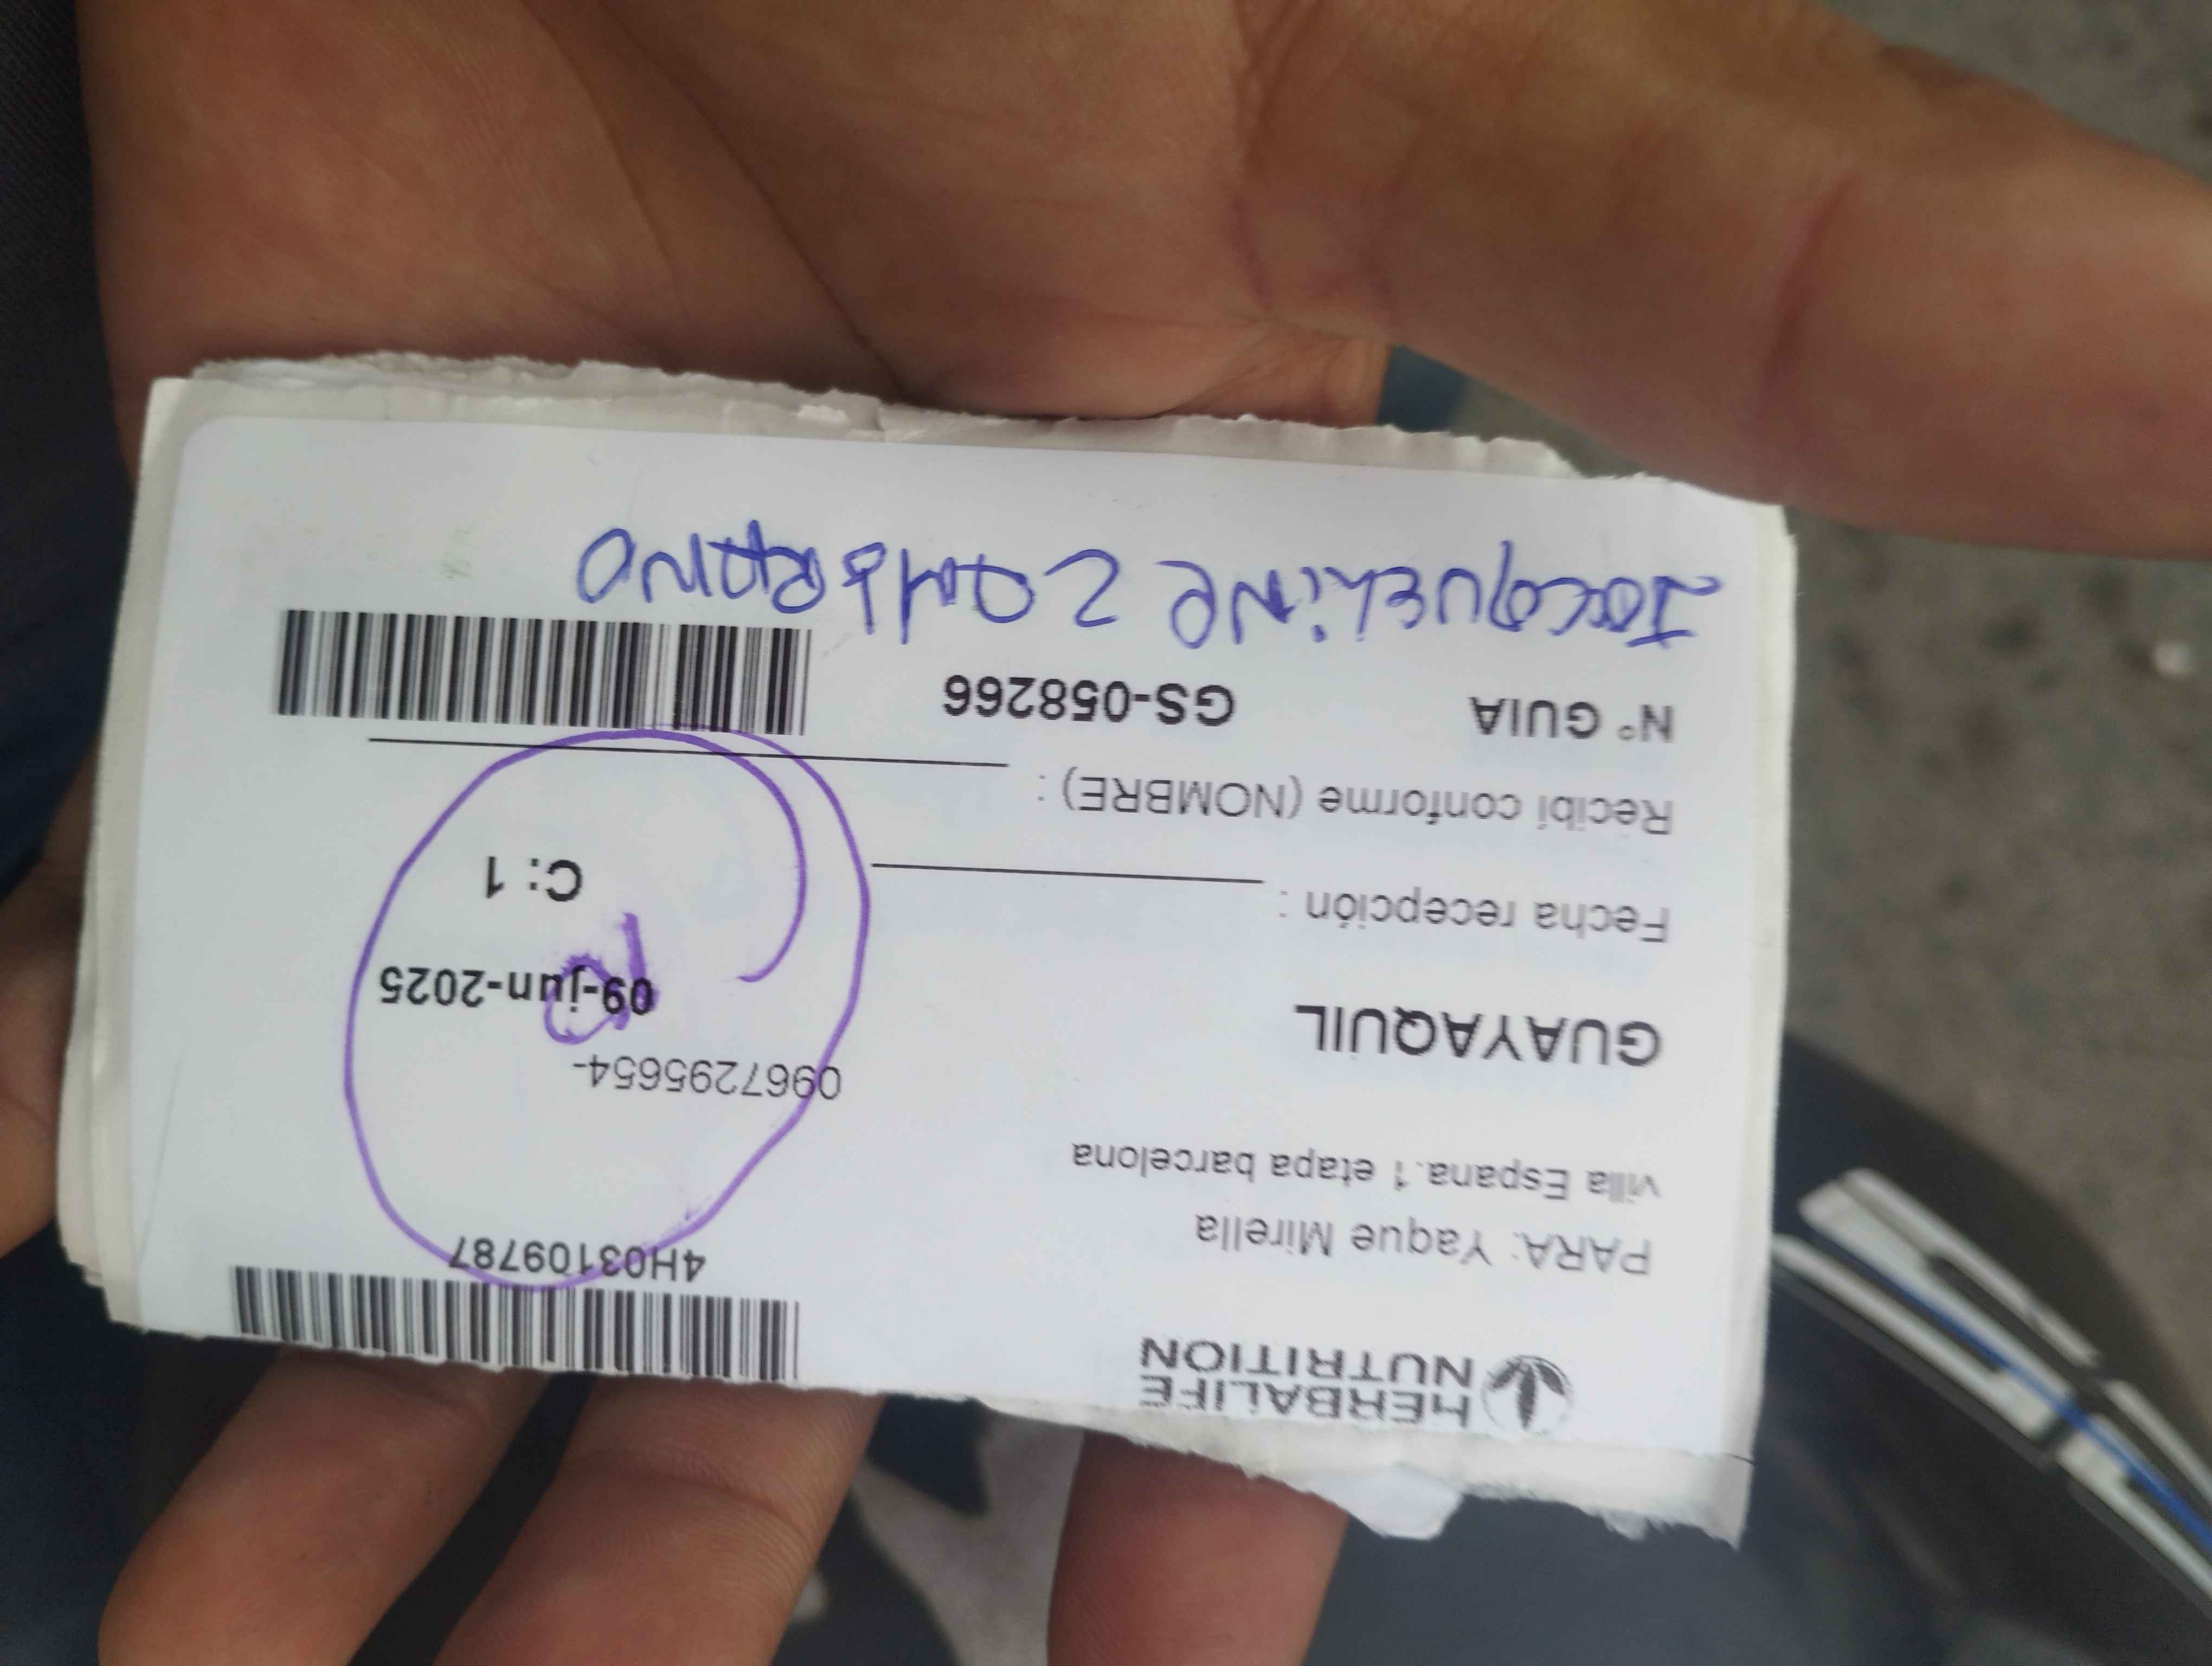 HERBALIFE
NUTRITION
4H03109787
PARA: Yaque Mirella
villa Espana.1 etapa barcelona
0967295654-
GUAYAQUIL
09-jun-2025
Fecha recepción :
C: 1
Recibí conforme (NOMBRE) :
N° GUIA GS-058266
JacquELiNe ZAMbRANO